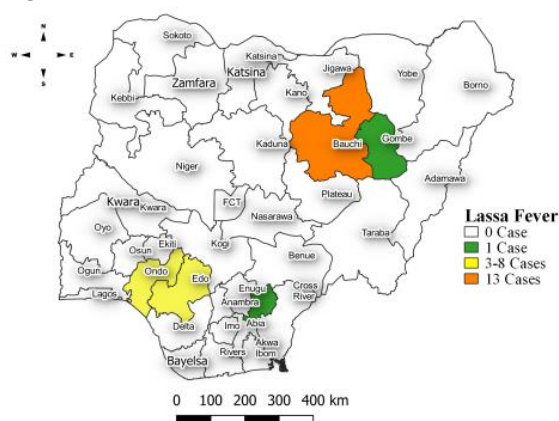 N
W E
S
Sokoto
Katsina
Jigawa
Yobe
Borno
Zamfara
Katsina
Kano
Kebbi
Kaduna
Bauchi
Gombe
Niger
Adamawa
Plateau
FCT
Nasarawa
Kwara
Kwara
Taraba
Oyo
Kogi
Benue
Osun
Ekiti
Ogun
Ondo
Edo
Lagos
Enugu
Cross
River
Anambra
Delta
Imo
Abia
Bayelsa
Rivers
Akwa
Ibom
Lassa Fever
0 Case
1 Case
3-8 Cases
13 Cases
0 100 200 300 400 km